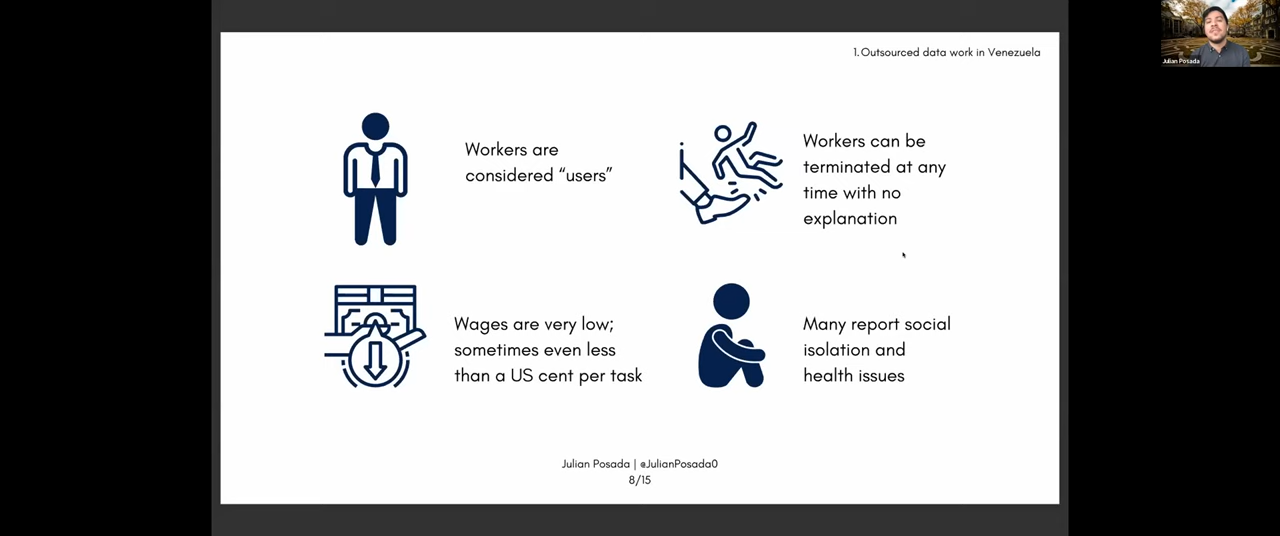 1. Outsourced data work in Venezuela
Workers are
considered “users”
Workers can be
terminated at any
time with no
explanation
Wages are very low;
sometimes even less
than a US cent per task
Many report social
isolation and
health issues
Julian Posada | @JulianPosada0
8/15
Julian Posada